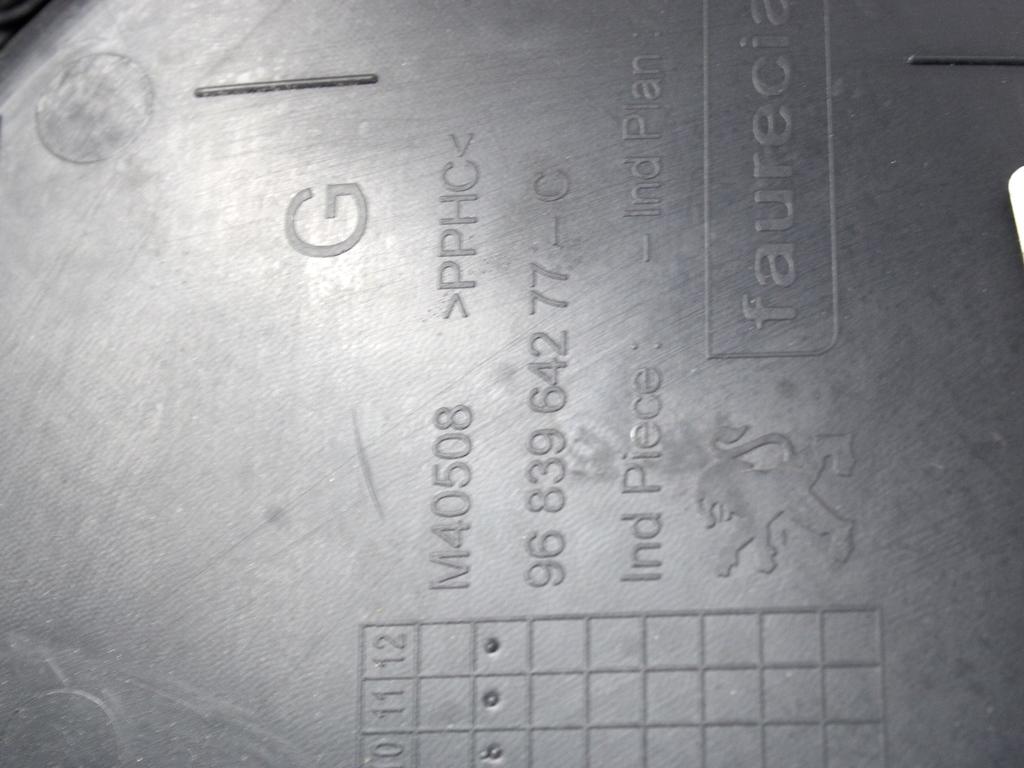 G
M40508 >PPHC<
96 839 642 77 - C
Ind Piece : - Ind Plan :
faurecia
12
11
10